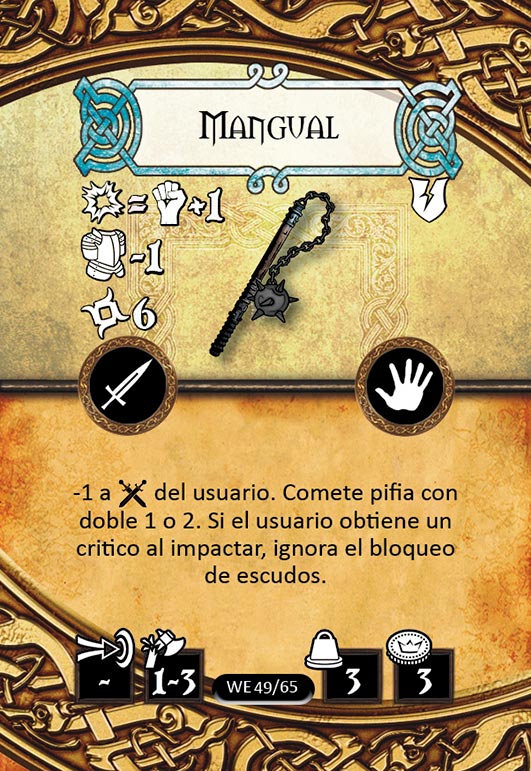 Mangual
=+1
-1
6
-1 a del usuario. Comete pifia con
doble 1 o 2. Si el usuario obtiene un
critico al impactar, ignora el bloqueo
de escudos.
- 1-3 WE 49/65 3 3